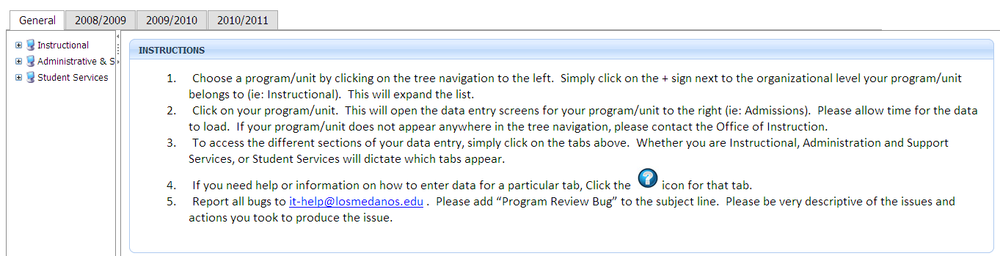 General 2008/2009 2009/2010 2010/2011
Instructional
Administrative & S
Student Services
INSTRUCTIONS
1. Choose a program/unit by clicking on the tree navigation to the left. Simply click on the + sign next to the organizational level your program/unit
belongs to (ie: Instructional). This will expand the list.
2. Click on your program/unit. This will open the data entry screens for your program/unit to the right (ie: Admissions). Please allow time for the data
to load. If your program/unit does not appear anywhere in the tree navigation, please contact the Office of Instruction.
3. To access the different sections of your data entry, simply click on the tabs above. Whether you are Instructional, Administration and Support
Services, or Student Services will dictate which tabs appear.
4. If you need help or information on how to enter data for a particular tab, Click the ? icon for that tab.
5. Report all bugs to it-help@losmedanos.edu . Please add “Program Review Bug” to the subject line. Please be very descriptive of the issues and
actions you took to produce the issue.